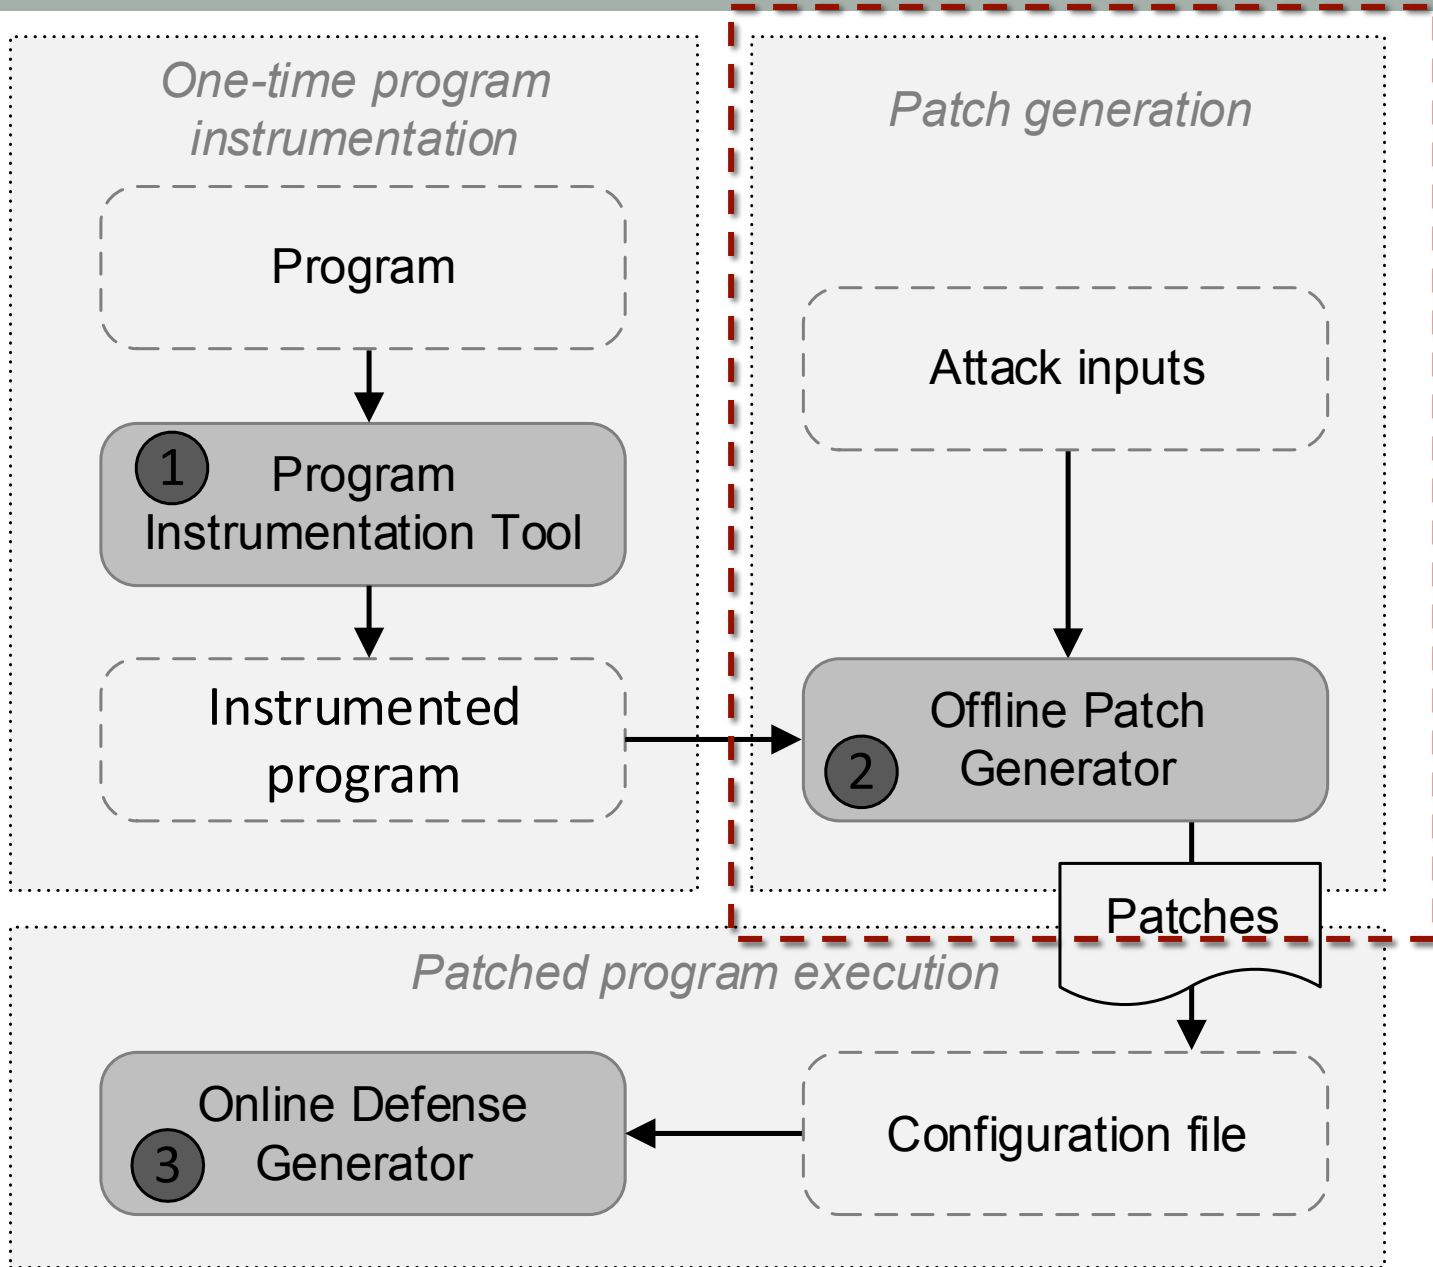 One-time program
instrumentation
Program
1
Program
Instrumentation Tool
Instrumented
program
Patch generation
Attack inputs
Offline Patch
Generator
2
Patches
Patched program execution
Configuration file
Online Defense
Generator
3